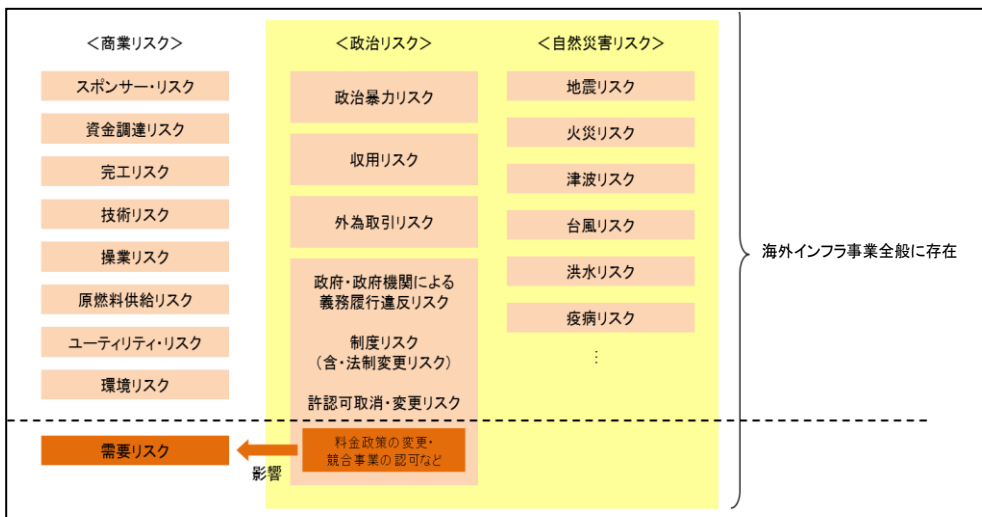 <商業リスク>
スポンサー・リスク
資金調達リスク
完工リスク
技術リスク
操業リスク
原燃料供給リスク
ユーティリティ・リスク
環境リスク
需要リスク
<政治リスク>
政治暴力リスク
収用リスク
外為取引リスク
政府・政府機関による
義務履行違反リスク
制度リスク
(含・法制変更リスク)
許認可取消・変更リスク
料金政策の変更・
競合事業の認可など
影響
<自然災害リスク>
地震リスク
火災リスク
津波リスク
台風リスク
洪水リスク
疫病リスク
⋮
海外インフラ事業全般に存在